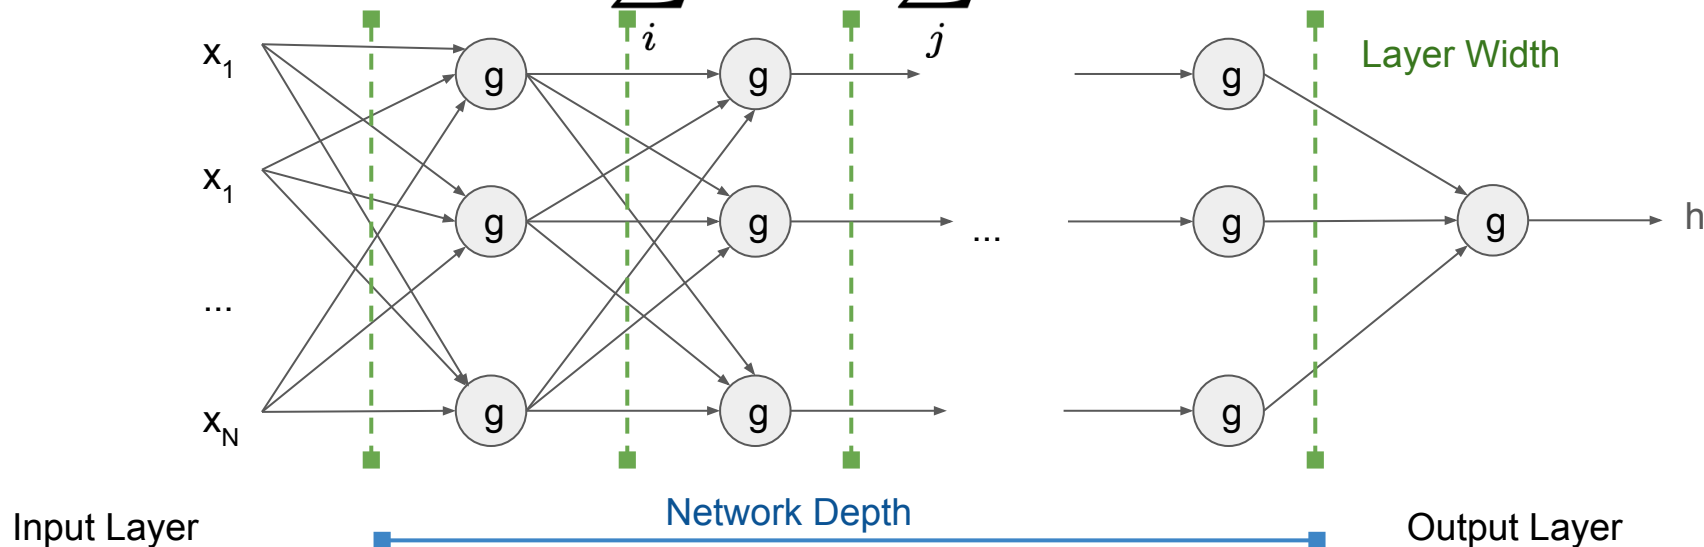 ∑ ∑
i j
x1 g g g Layer Width
x1 g g ... g g h
...
xN g g g
Network Depth
Input Layer Output Layer